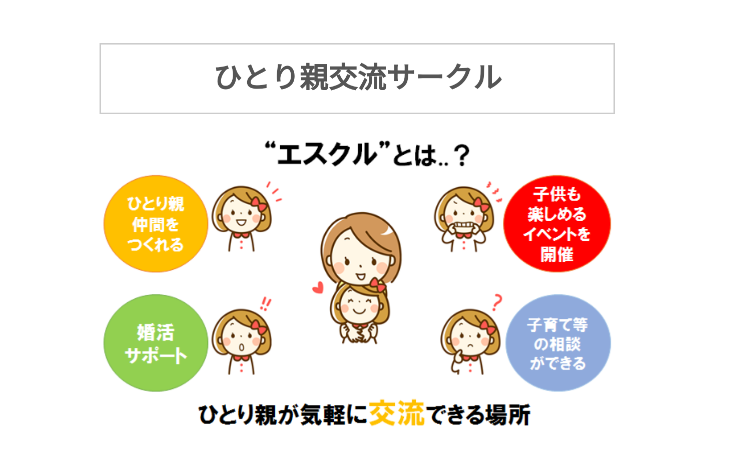 ひとり親交流サークル
“エスクル”とは..？
ひとり親
仲間を
つくれる
子供も
楽しめる
イベントを
開催
!!
?
婚活
サポート
子育て等
の相談
ができる
ひとり親が気軽に交流できる場所